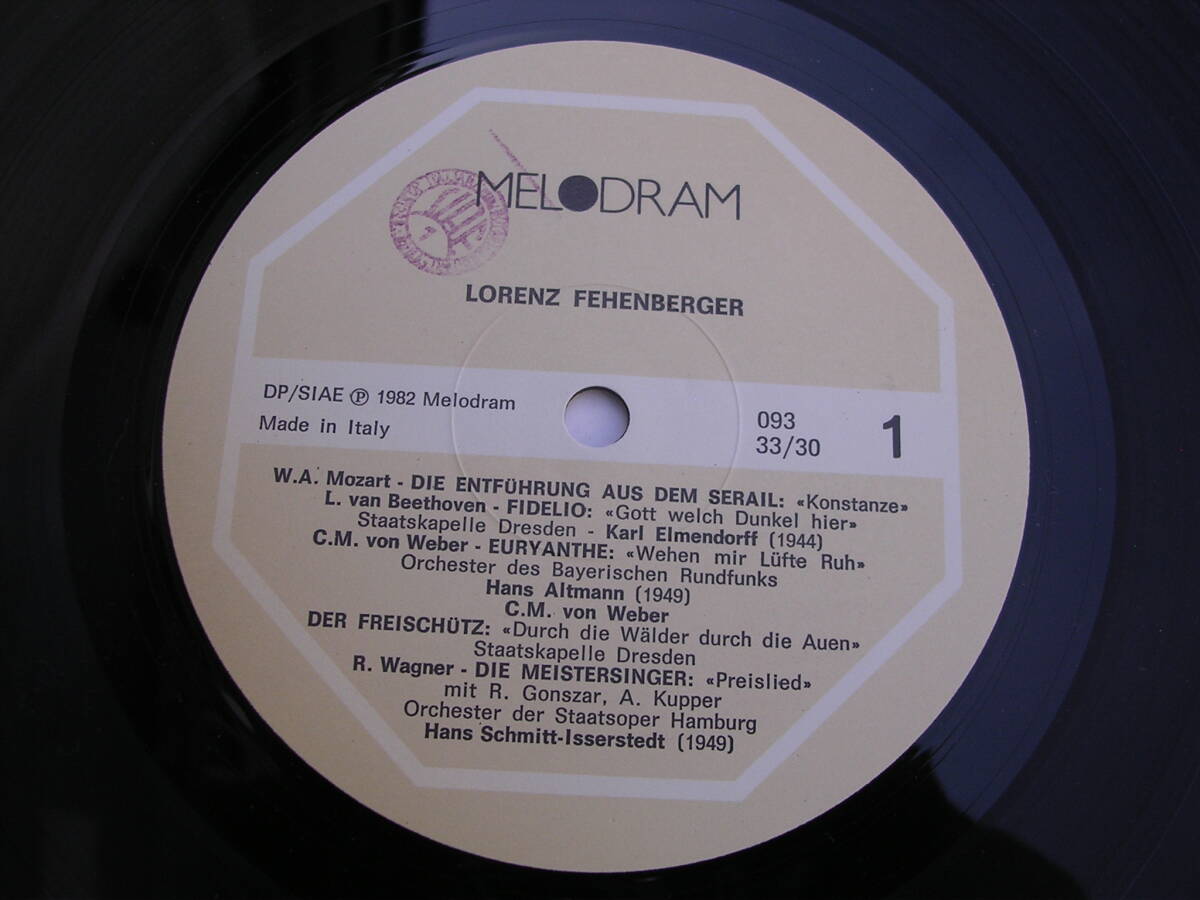 MELODRAM
LORENZ FEHENBERGER
DP/SIAE Ⓟ 1982 Melodram
Made in Italy
093
33/30
1
W.A. Mozart - DIE ENTFÜHRUNG AUS DEM SERAIL: «Konstanze»
L. van Beethoven - FIDELIO: «Gott welch Dunkel hier»
Staatskapelle Dresden - Karl Elmendorff (1944)
C.M. von Weber - EURYANTHE: «Wehen mir Lüfte Ruh»
Orchester des Bayerischen Rundfunks
Hans Altmann (1949)
C.M. von Weber
DER FREISCHÜTZ: «Durch die Wälder durch die Auen»
Staatskapelle Dresden
R. Wagner - DIE MEISTERSINGER: «Preislied»
mit R. Gonszar, A. Kupper
Orchester der Staatsoper Hamburg
Hans Schmitt-Isserstedt (1949)